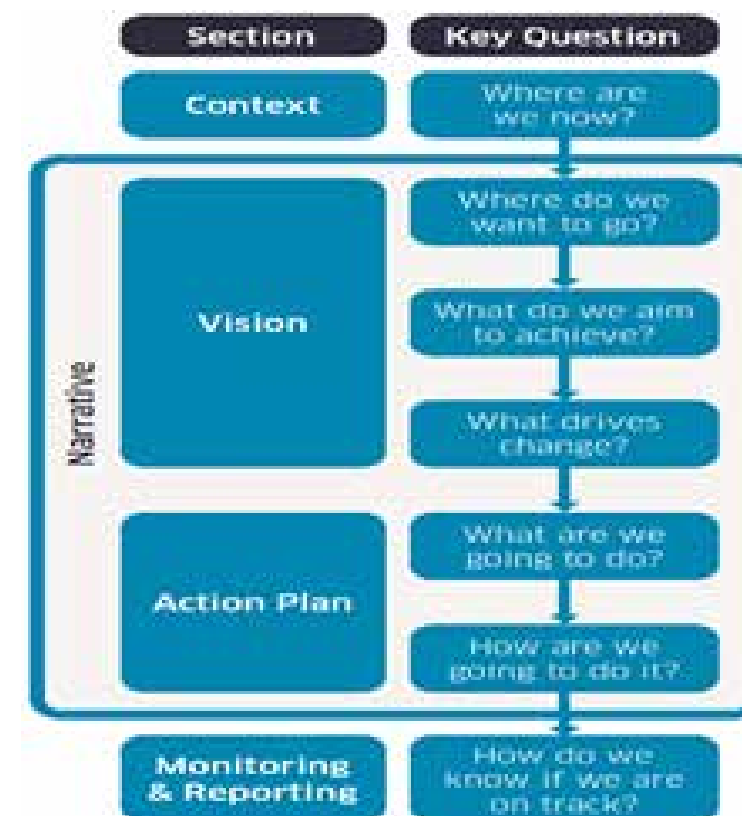 Section
Key Question
Context
Where are
we now?
Narrative
Vision
Where do we
want to go?
What do we aim
to achieve?
What drives
change?
Action Plan
What are we
going to do?
How are we
going to do it?
Monitoring
& Reporting
How do we
know if we are
on track?